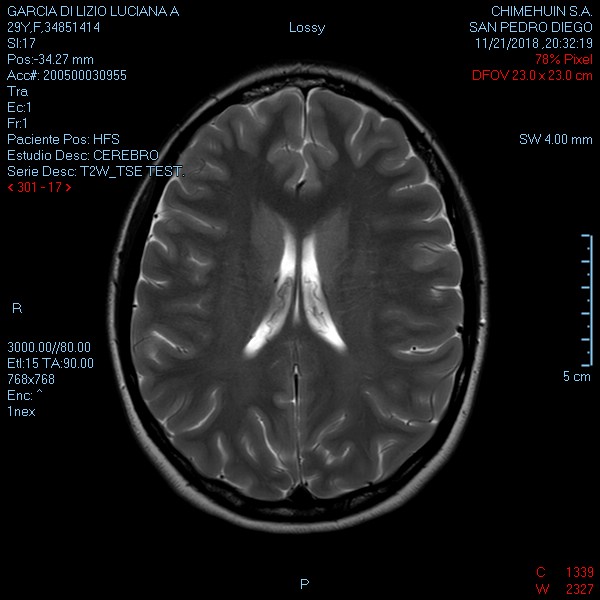 GARCIA DI LIZIO LUCIANA A
29Y,F,34851414
Sl:17
Pos:-34.27 mm
Acc#: 200500030955
Tra
Ec:1
Fr:1
Paciente Pos: HFS
Estudio Desc: CEREBRO
Serie Desc: T2W_TSE TEST.
< 301 - 17 >
Lossy
CHIMEHUIN S.A.
SAN PEDRO DIEGO
11/21/2018 ,20:32:19
78% Pixel
DFOV 23.0 x 23.0 cm
SW 4.00 mm
R
5 cm
3000.00//80.00
Etl:15 TA:90.00
768x768
Enc: ^
1nex
P
C 1339
W 2327